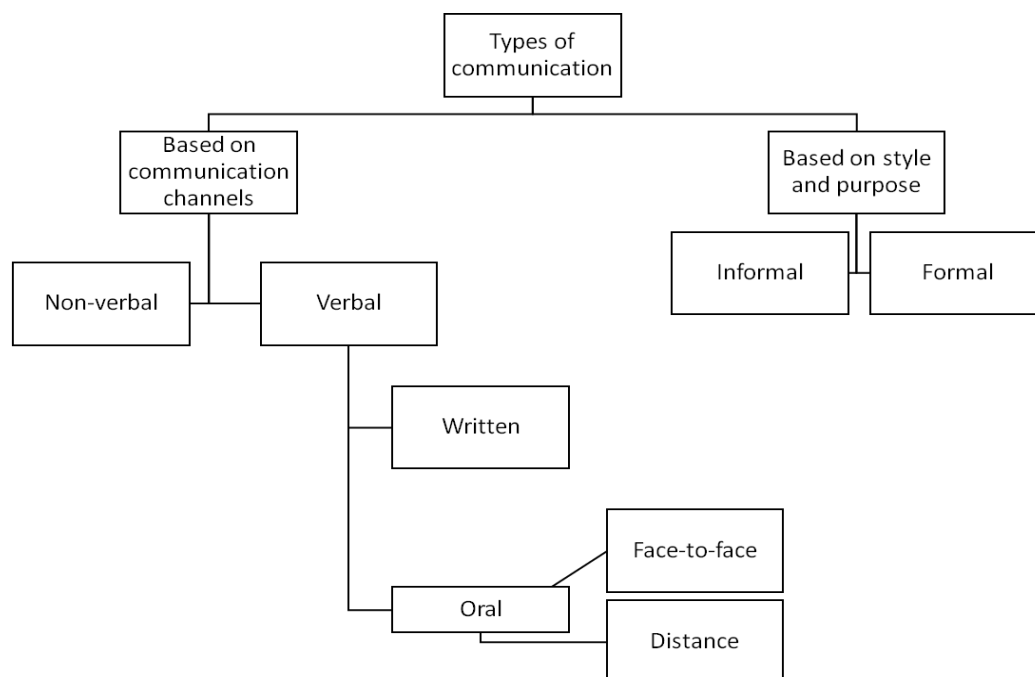 Types of
communication
Based on
communication
channels
Based on style
and purpose
Non-verbal
Verbal
Informal
Formal
Written
Face-to-face
Oral
Distance